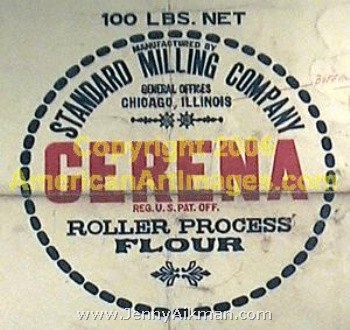 100 LBS. NET
MANUFACTURED BY
STANDARD MILLING COMPANY
GENERAL OFFICES
CHICAGO, ILLINOIS
Copyright
CERENA
AmericanArtImages.com
REG. U.S. PAT. OFF.
ROLLER PROCESS
FLOUR
www.JennyAikman.com